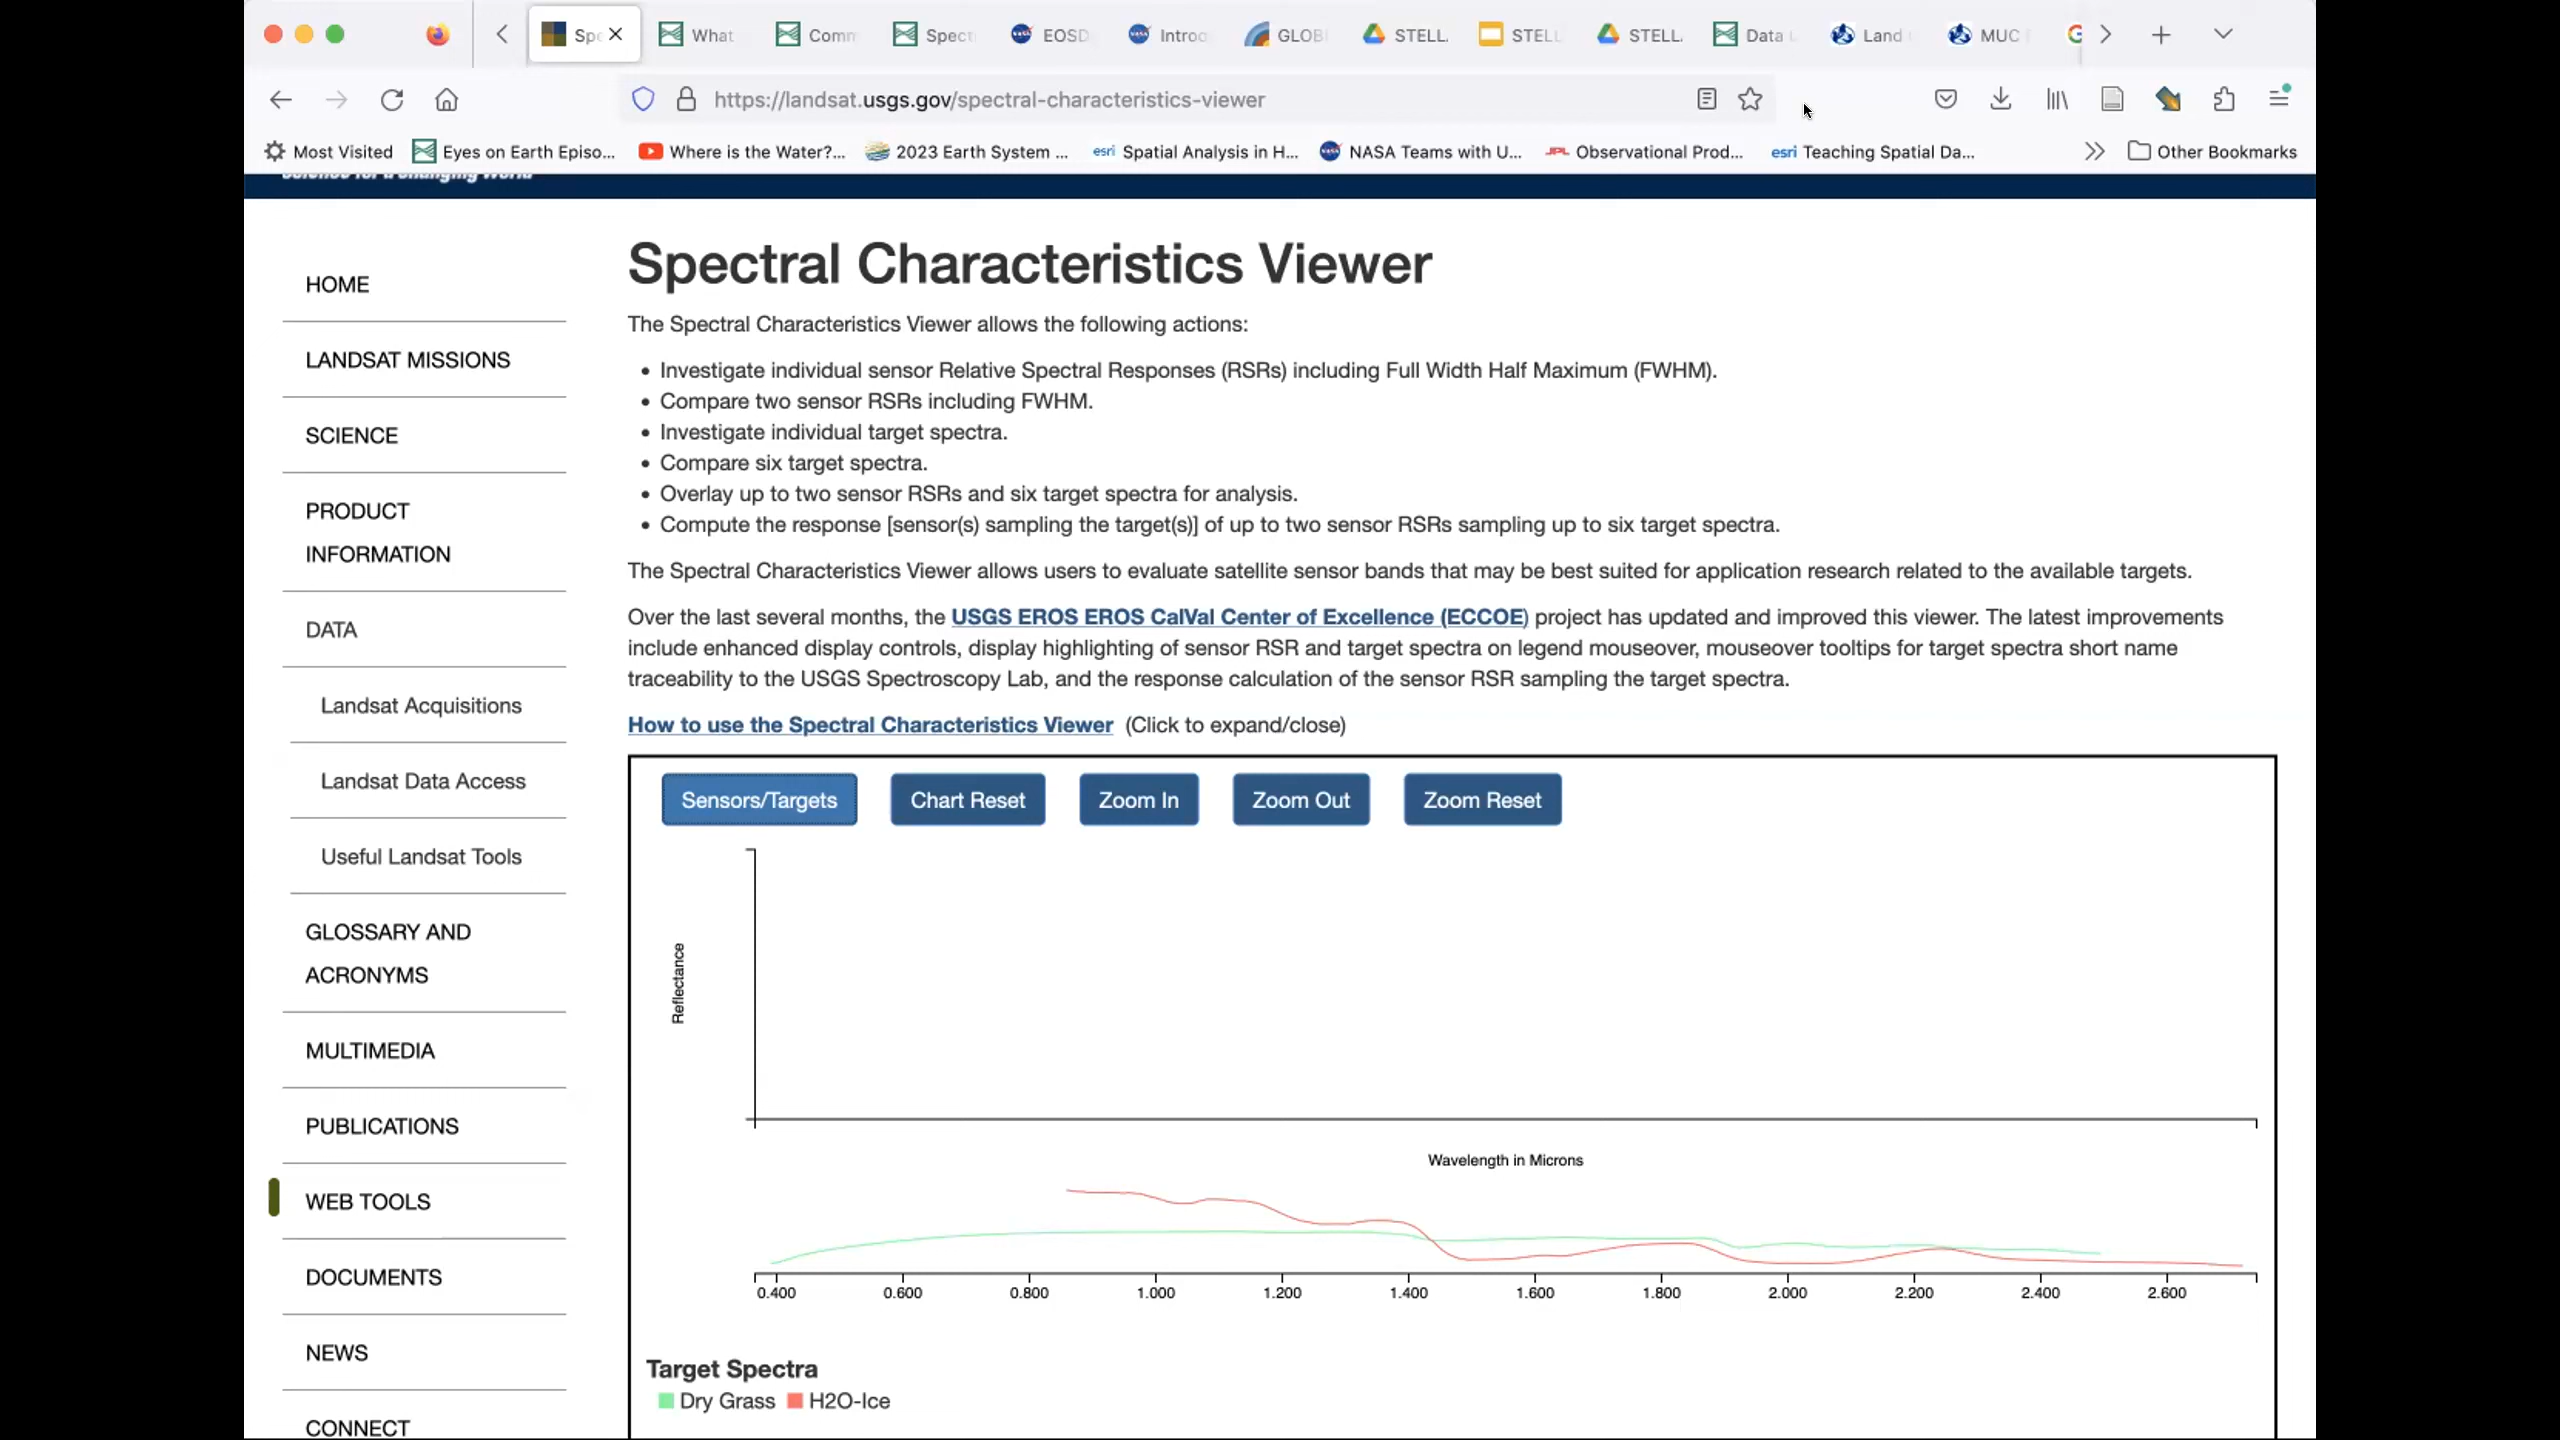 Spe
What
Comm
Spect
EOSD
Introd
GLOB
STELL
STELL
STELL
Data
Land
MUC
https://landsat.usgs.gov/spectral-characteristics-viewer
Most Visited
Eyes on Earth Episo...
Where is the Water?...
2023 Earth System ...
esri Spatial Analysis in H...
NASA Teams with U...
JPL Observational Prod...
esri Teaching Spatial Da...
Other Bookmarks
science for a changing world
HOME
LANDSAT MISSIONS
SCIENCE
PRODUCT
INFORMATION
DATA
Landsat Acquisitions
Landsat Data Access
Useful Landsat Tools
GLOSSARY AND
ACRONYMS
MULTIMEDIA
PUBLICATIONS
WEB TOOLS
DOCUMENTS
NEWS
CONNECT
Spectral Characteristics Viewer
The Spectral Characteristics Viewer allows the following actions:
• Investigate individual sensor Relative Spectral Responses (RSRs) including Full Width Half Maximum (FWHM).
• Compare two sensor RSRs including FWHM.
• Investigate individual target spectra.
• Compare six target spectra.
• Overlay up to two sensor RSRs and six target spectra for analysis.
• Compute the response [sensor(s) sampling the target(s)] of up to two sensor RSRs sampling up to six target spectra.
The Spectral Characteristics Viewer allows users to evaluate satellite sensor bands that may be best suited for application research related to the available targets.
Over the last several months, the USGS EROS EROS CalVal Center of Excellence (ECCOE) project has updated and improved this viewer. The latest improvements
include enhanced display controls, display highlighting of sensor RSR and target spectra on legend mouseover, mouseover tooltips for target spectra short name
traceability to the USGS Spectroscopy Lab, and the response calculation of the sensor RSR sampling the target spectra.
How to use the Spectral Characteristics Viewer (Click to expand/close)
Sensors/Targets
Chart Reset
Zoom In
Zoom Out
Zoom Reset
Reflectance
Wavelength in Microns
0.400 0.600 0.800 1.000 1.200 1.400 1.600 1.800 2.000 2.200 2.400 2.600
Target Spectra
Dry Grass H2O-Ice